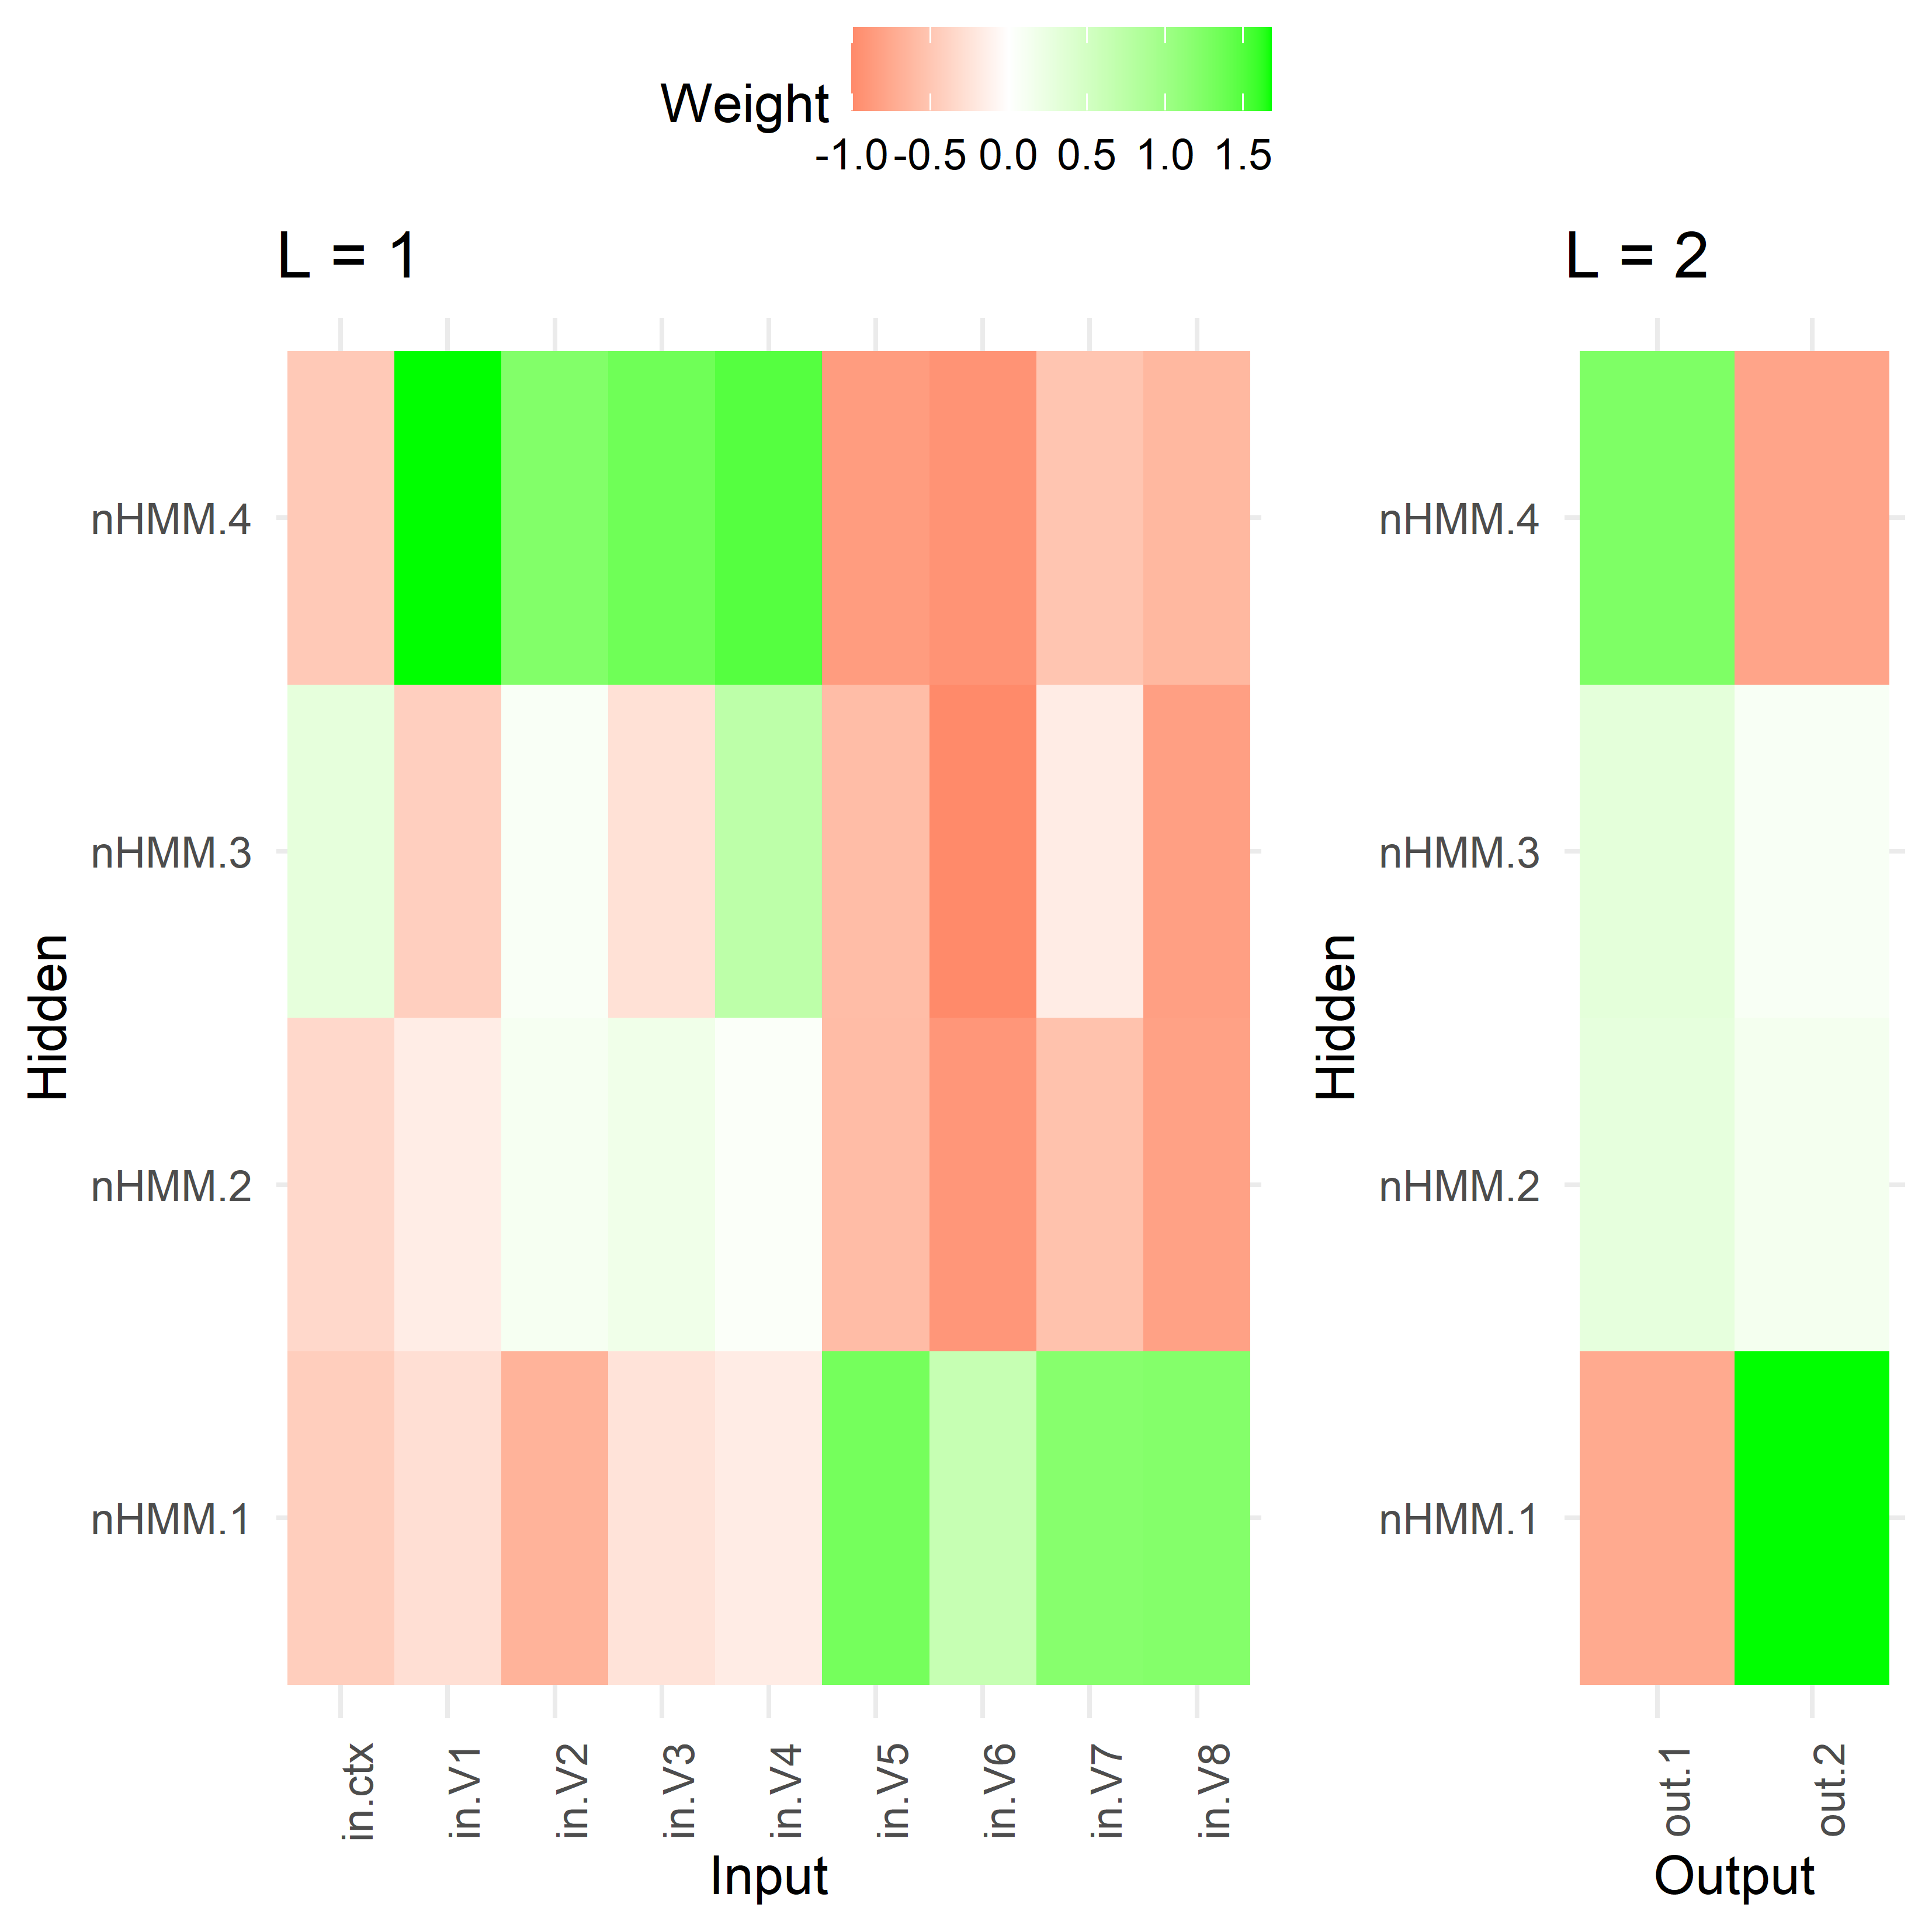 Weight
-1.0 -0.5 0.0 0.5 1.0 1.5
L = 1
Hidden
nHMM.4
nHMM.3
nHMM.2
nHMM.1
in.ctx
in.V1
in.V2
in.V3
in.V4
in.V5
in.V6
in.V7
in.V8
Input
L = 2
Hidden
nHMM.4
nHMM.3
nHMM.2
nHMM.1
out.1
out.2
Output